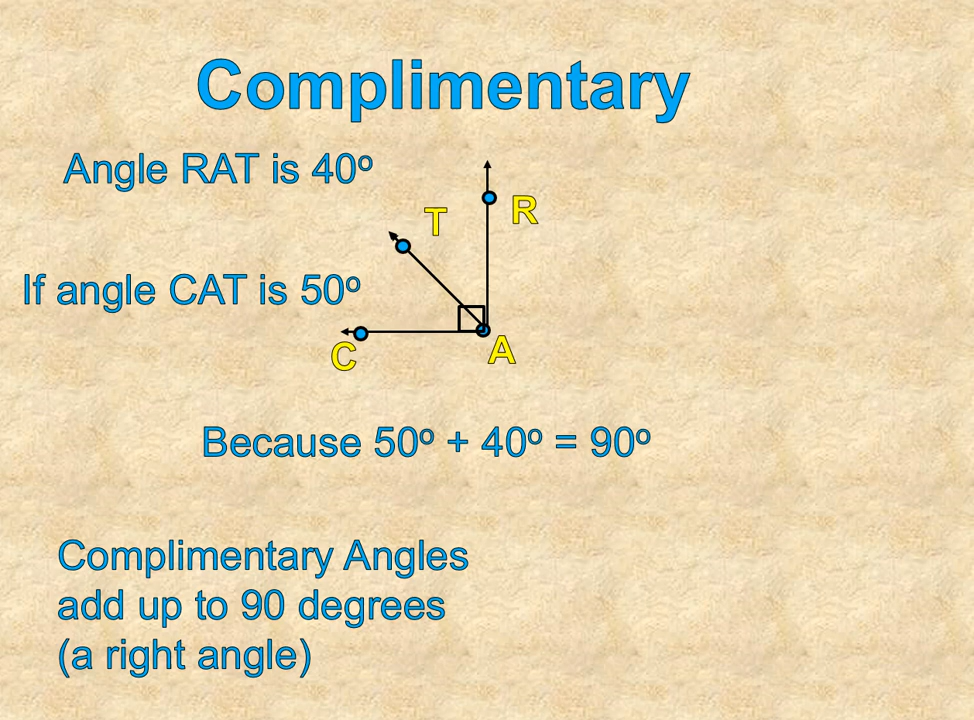 Complimentary
Angle RAT is 40º
T
R
If angle CAT is 50º
C
A
Because 50º + 40º = 90º
Complimentary Angles
add up to 90 degrees
(a right angle)